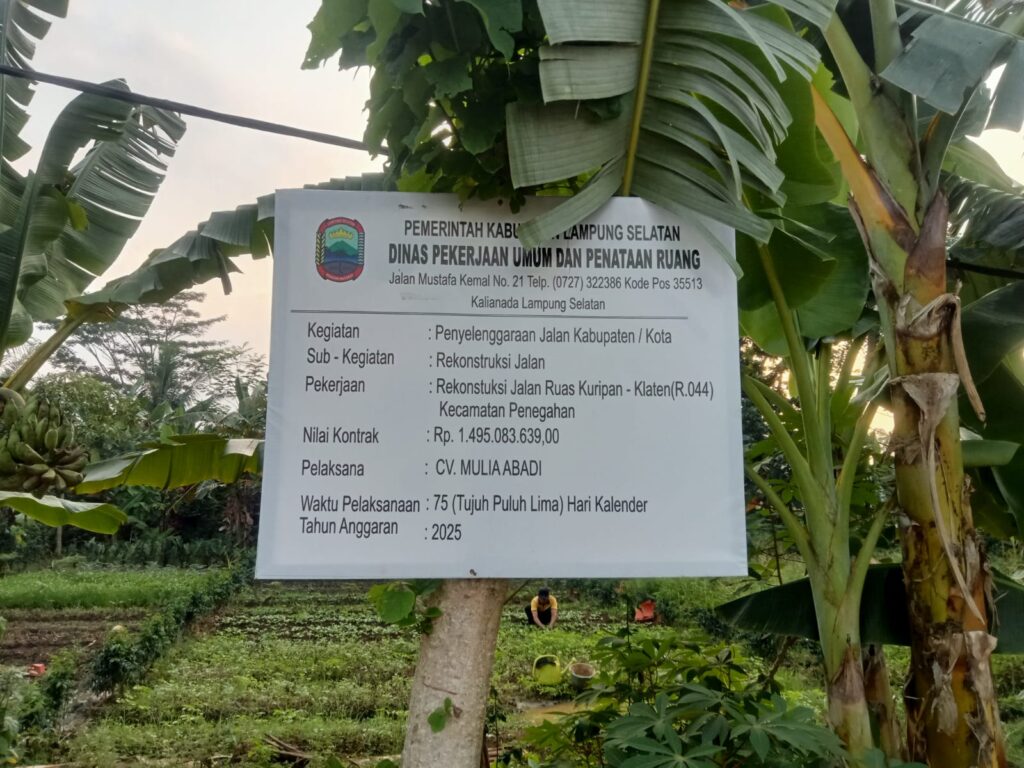 PEMERINTAH KABUPATEN LAMPUNG SELATAN
DINAS PEKERJAAN UMUM DAN PENATAAN RUANG
Jalan Mustafa Kemal No. 21 Telp. (0727) 322386 Kode Pos 35513
Kalianada Lampung Selatan
Kegiatan : Penyelenggaraan Jalan Kabupaten / Kota
Sub - Kegiatan : Rekonstruksi Jalan
Pekerjaan : Rekonstuksi Jalan Ruas Kuripan - Klaten(R.044)
Kecamatan Penegahan
Nilai Kontrak : Rp. 1.495.083.639,00
Pelaksana : CV. MULIA ABADI
Waktu Pelaksanaan : 75 (Tujuh Puluh Lima) Hari Kalender
Tahun Anggaran : 2025